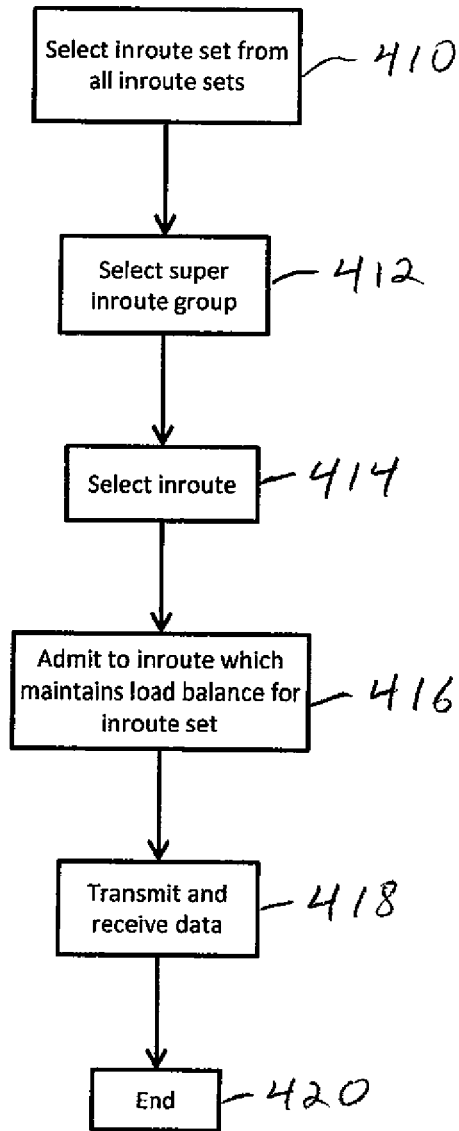 Select inroute set from
all inroute sets
410
Select super
inroute group
412
Select inroute
414
Admit to inroute which
maintains load balance for
inroute set
416
Transmit and
receive data
418
End
420